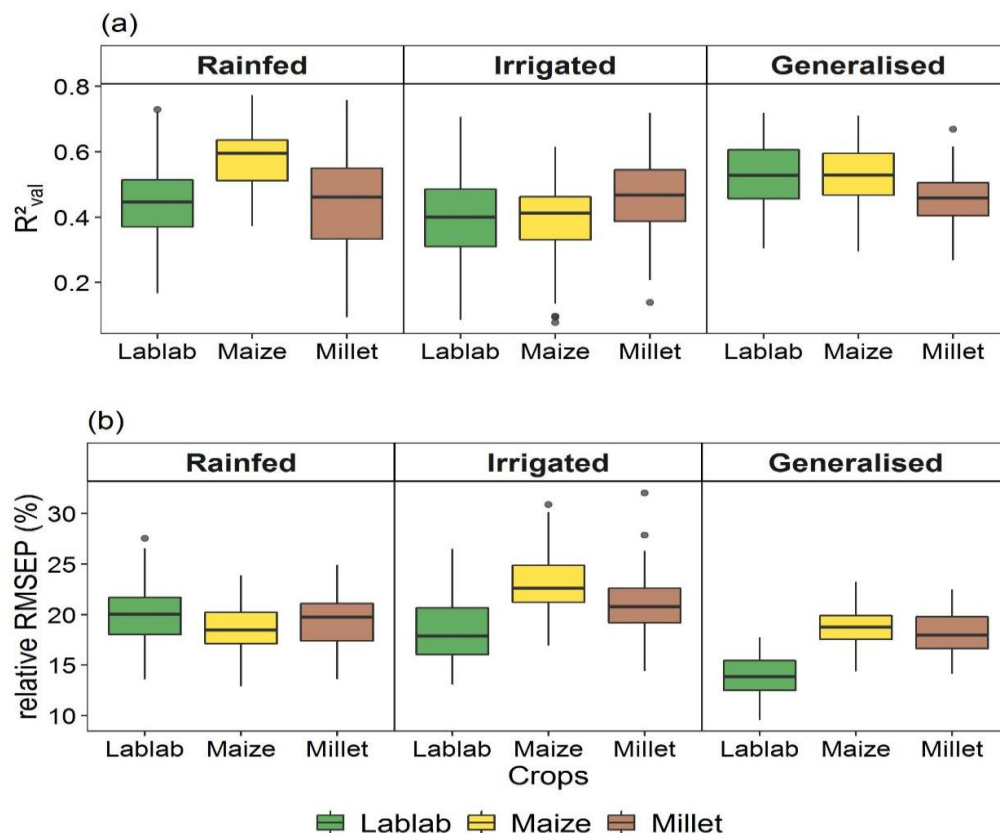 (a)
Rainfed Irrigated Generalised
R²val
0.8
0.6
0.4
0.2
Lablab Maize Millet Lablab Maize Millet Lablab Maize Millet
(b)
Rainfed Irrigated Generalised
relative RMSEP (%)
30
25
20
15
10
Lablab Maize Millet Lablab Maize Millet Lablab Maize Millet
Crops
Lablab Maize Millet